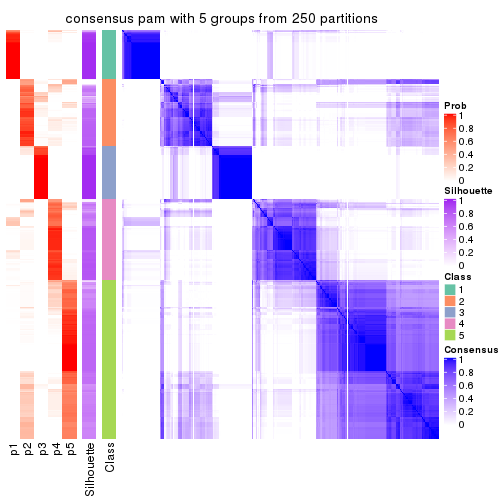 consensus pam with 5 groups from 250 partitions
p1
p2
p3
p4
p5
Silhouette
Class
Prob
1
0.8
0.6
0.4
0.2
0
Silhouette
1
0.8
0.6
0.4
0.2
0
Class
1
2
3
4
5
Consensus
1
0.8
0.6
0.4
0.2
0